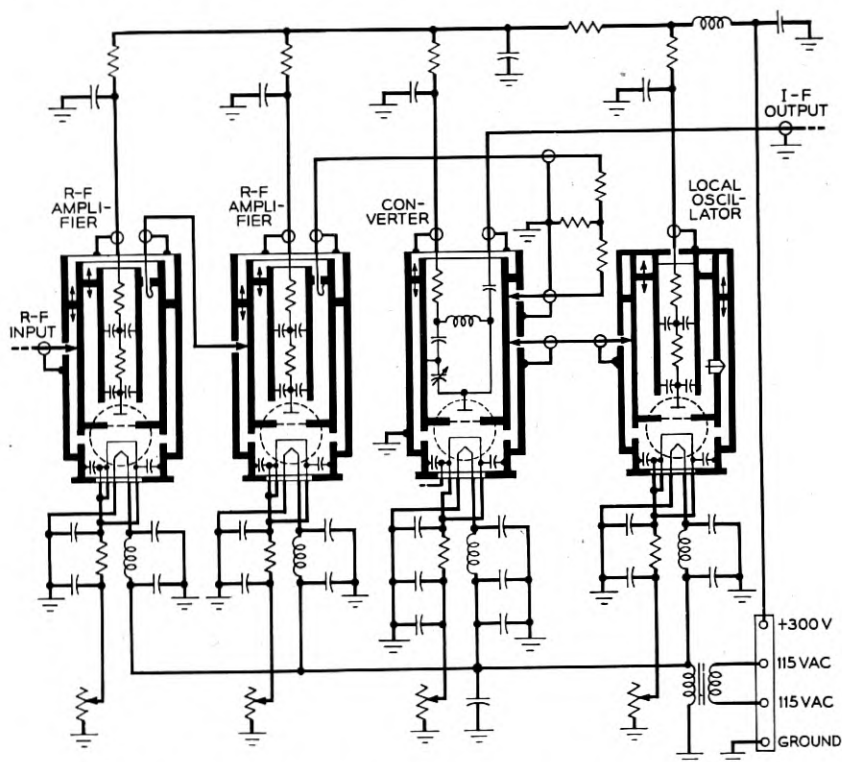 I-F
OUTPUT
R-F
AMPLI-
FIER
R-F
AMPLI-
FIER
CON-
VERTER
LOCAL
OSCIL-
LATOR
R-F
INPUT
+300 V
115 VAC
115 VAC
GROUND